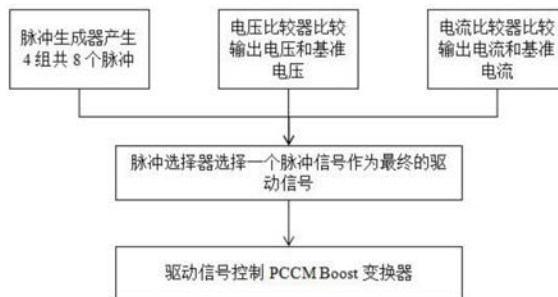 脉冲生成器产生
4 组共 8 个脉冲
电压比较器比较
输出电压和基准
电压
电流比较器比较
输出电流和基准
电流
脉冲选择器选择一个脉冲信号作为最终的驱
动信号
驱动信号控制 PCCM Boost 变换器